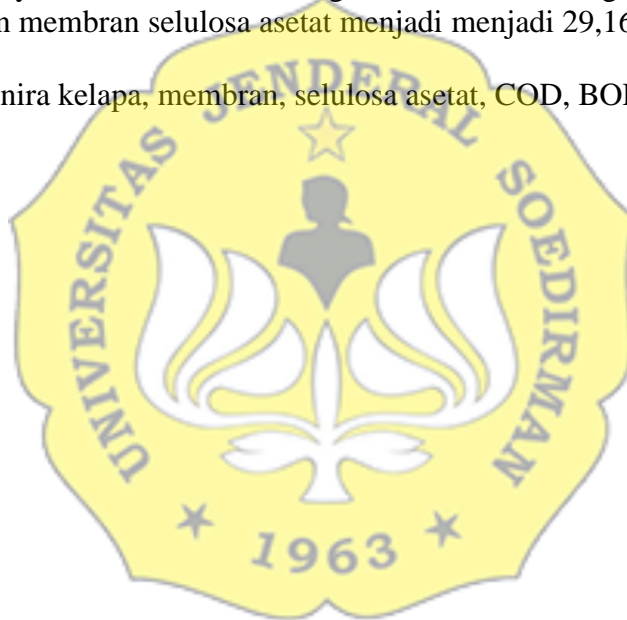 n membran selulosa asetat menjadi menjadi 29,16
nira kelapa, membran, selulosa asetat, COD, BO
UNIVERSITAS JENDERAL SOEDIRMAN
★ 1963 ★